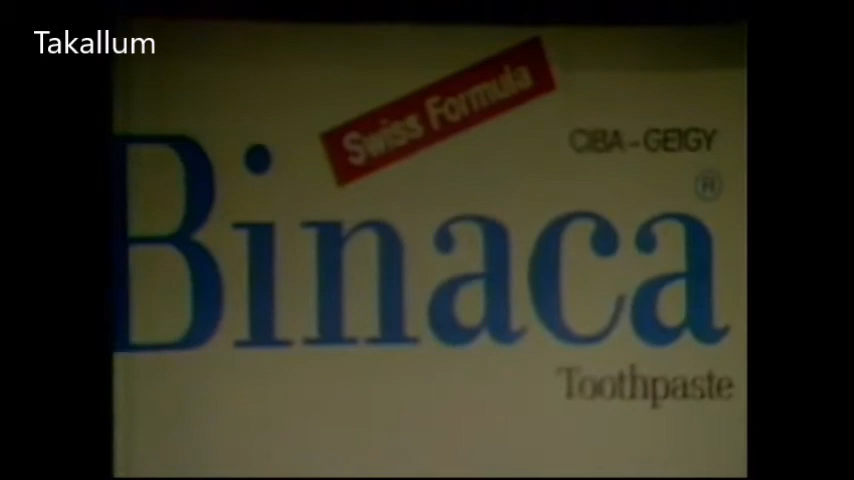 Takallum
Swiss Formula
CIBA-GEIGY
Binaca®
Toothpaste